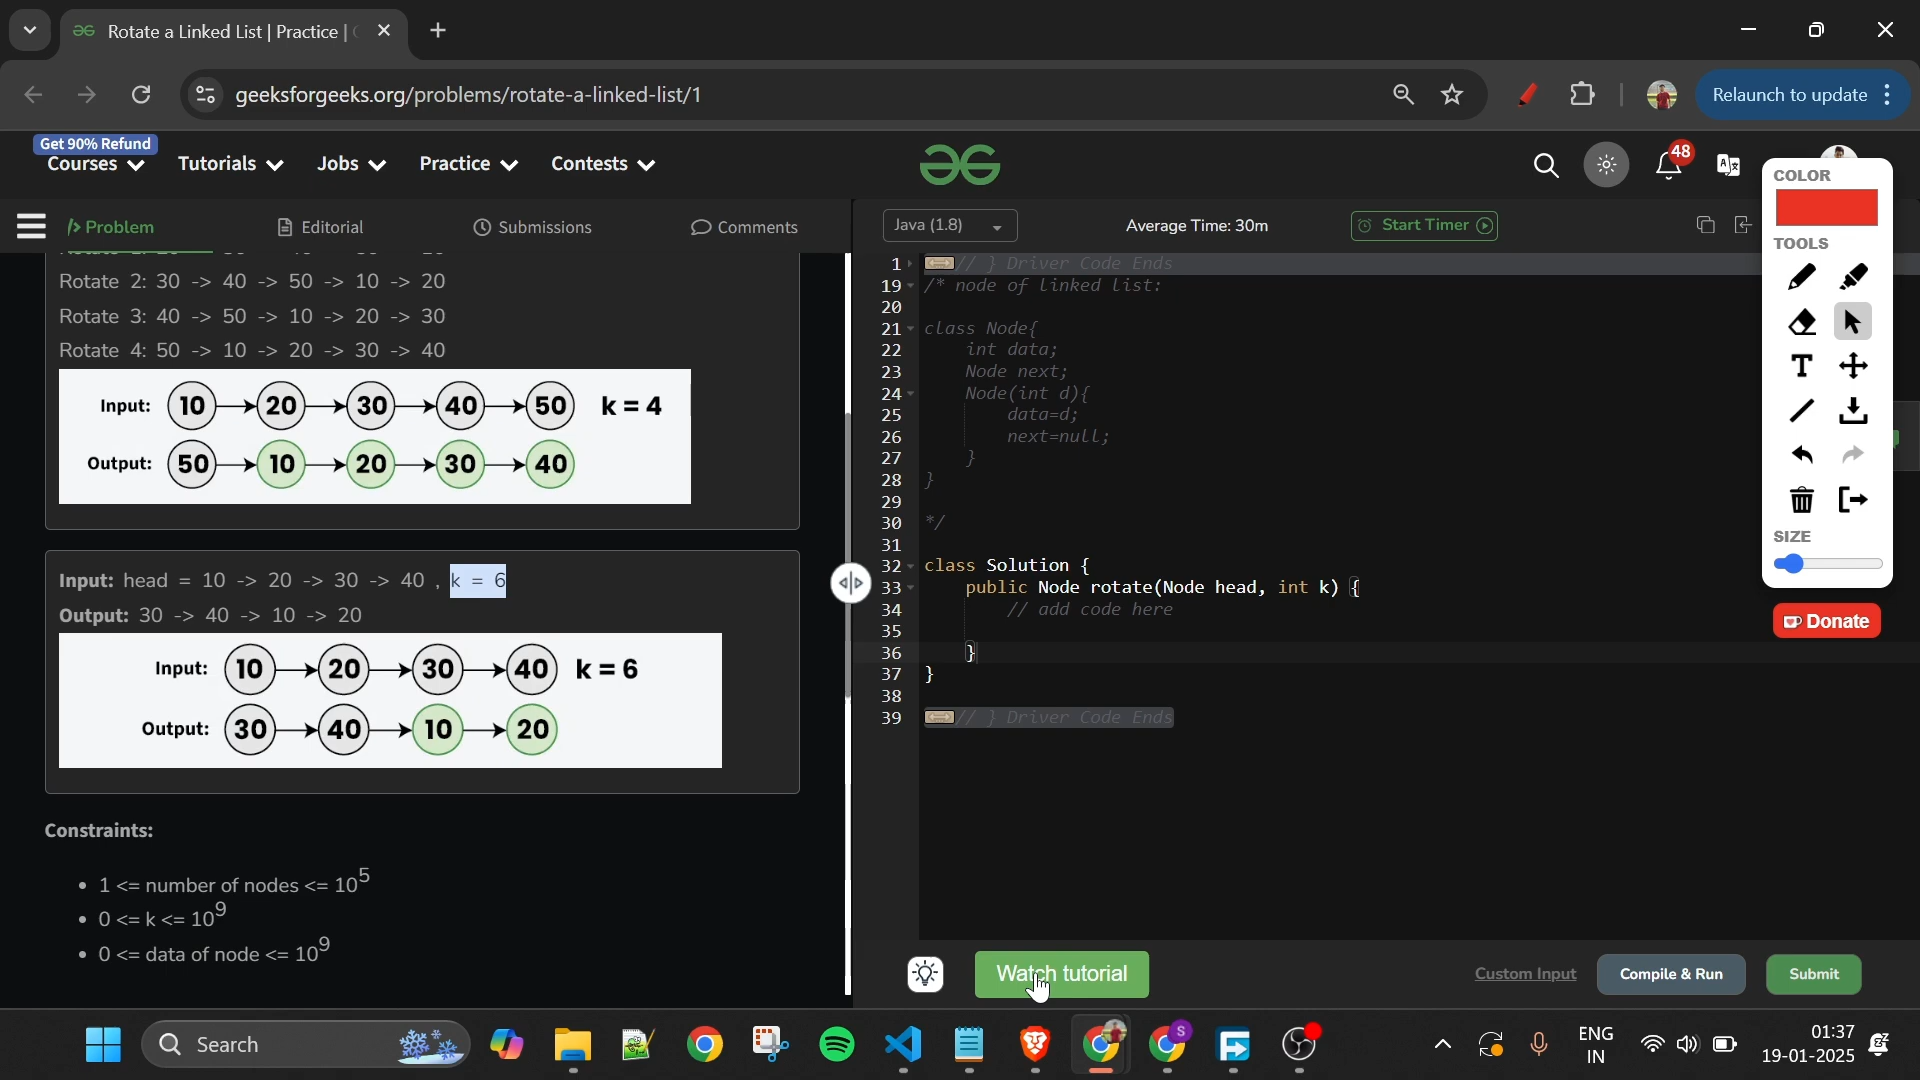 Rotate a Linked List | Practice |
geeksforgeeks.org/problems/rotate-a-linked-list/1
Relaunch to update
Get 90% Refund
Courses
Tutorials
Jobs
Practice
Contests
48
Problem
Editorial
Submissions
Comments
Java (1.8)
Average Time: 30m
Start Timer
Rotate 2: 30 -> 40 -> 50 -> 10 -> 20
Rotate 3: 40 -> 50 -> 10 -> 20 -> 30
Rotate 4: 50 -> 10 -> 20 -> 30 -> 40
Input: 10 20 30 40 50 k = 4
Output: 50 10 20 30 40
Input: head = 10 -> 20 -> 30 -> 40 , k = 6
Output: 30 -> 40 -> 10 -> 20
Input: 10 20 30 40 k = 6
Output: 30 40 10 20
Constraints:
• 1 <= number of nodes <= 10^5
• 0 <= k <= 10^9
• 0 <= data of node <= 10^9
1 // } Driver Code Ends
19 /* node of linked list:
20
21 class Node{
22 int data;
23 Node next;
24 Node(int d){
25 data=d;
26 next=null;
27 }
28 }
29
30 */
31
32 class Solution {
33 public Node rotate(Node head, int k) {
34 // add code here
35
36 }
37 }
38
39 // } Driver Code Ends
COLOR
TOOLS
T
SIZE
Donate
Watch tutorial
Custom Input
Compile & Run
Submit
Search
S
ENG
IN
01:37
19-01-2025